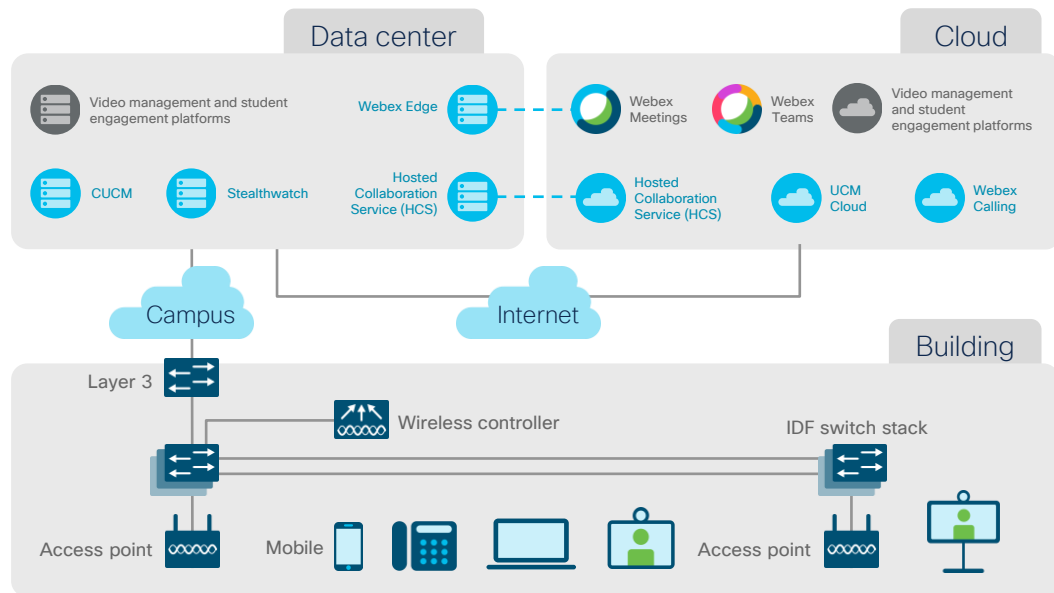 Data center
Cloud
Video management and student
engagement platforms
Webex Edge
Webex
Meetings
Webex
Teams
Video management
and student
engagement platforms
CUCM
Stealthwatch
Hosted
Collaboration
Service (HCS)
Hosted
Collaboration
Service (HCS)
UCM
Cloud
Webex
Calling
Campus
Internet
Building
Layer 3
Wireless controller
IDF switch stack
Access point
Mobile
Access point